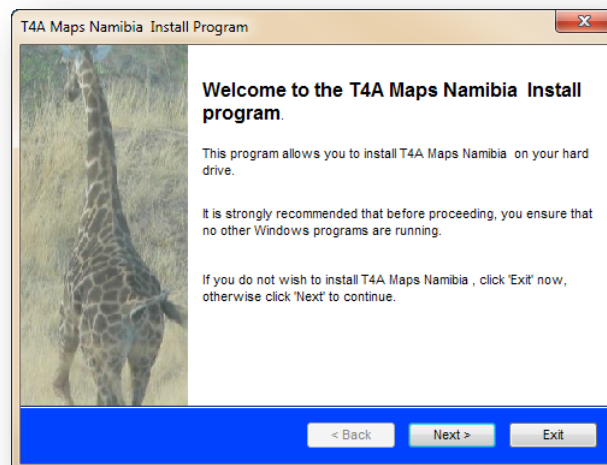 T4A Maps Namibia  Install Program
Welcome to the T4A Maps Namibia  Install
program.
This program allows you to install T4A Maps Namibia  on your hard
drive.
It is strongly recommended that before proceeding, you ensure that
no other Windows programs are running.
If you do not wish to install T4A Maps Namibia , click 'Exit' now,
otherwise click 'Next' to continue.
< Back
Next >
Exit